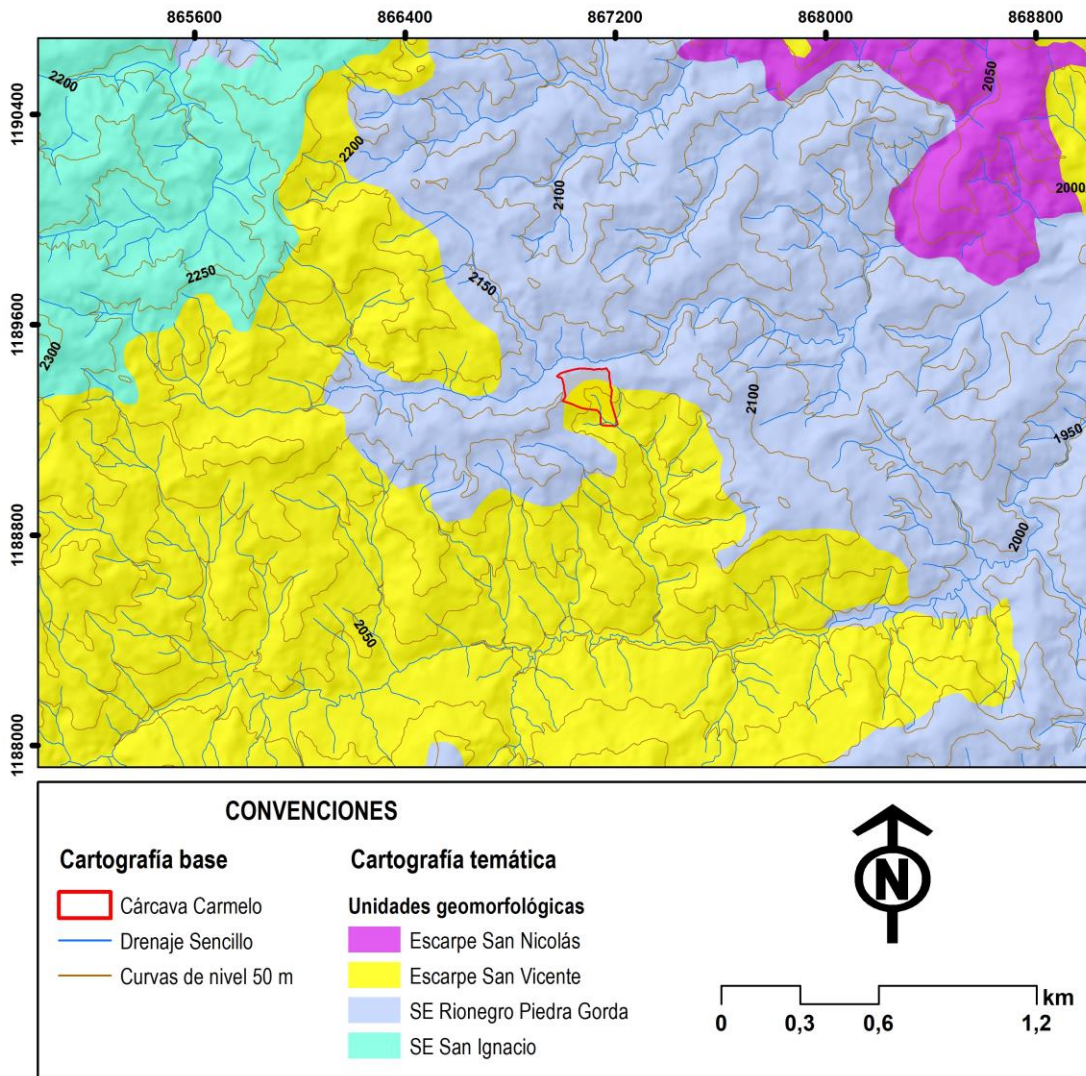 865600 866400 867200 868000 868800
2200
2050
1190400
2200
2100
2000
2250
2150
1189600
2300
2100
1950
1188800
2000
2050
1188000
CONVENCIONES
Cartografía base
Cárcava Carmelo
Drenaje Sencillo
Curvas de nivel 50 m
Cartografía temática
Unidades geomorfológicas
Escarpe San Nicolás
Escarpe San Vicente
SE Rionegro Piedra Gorda
SE San Ignacio
N
km
0 0,3 0,6 1,2